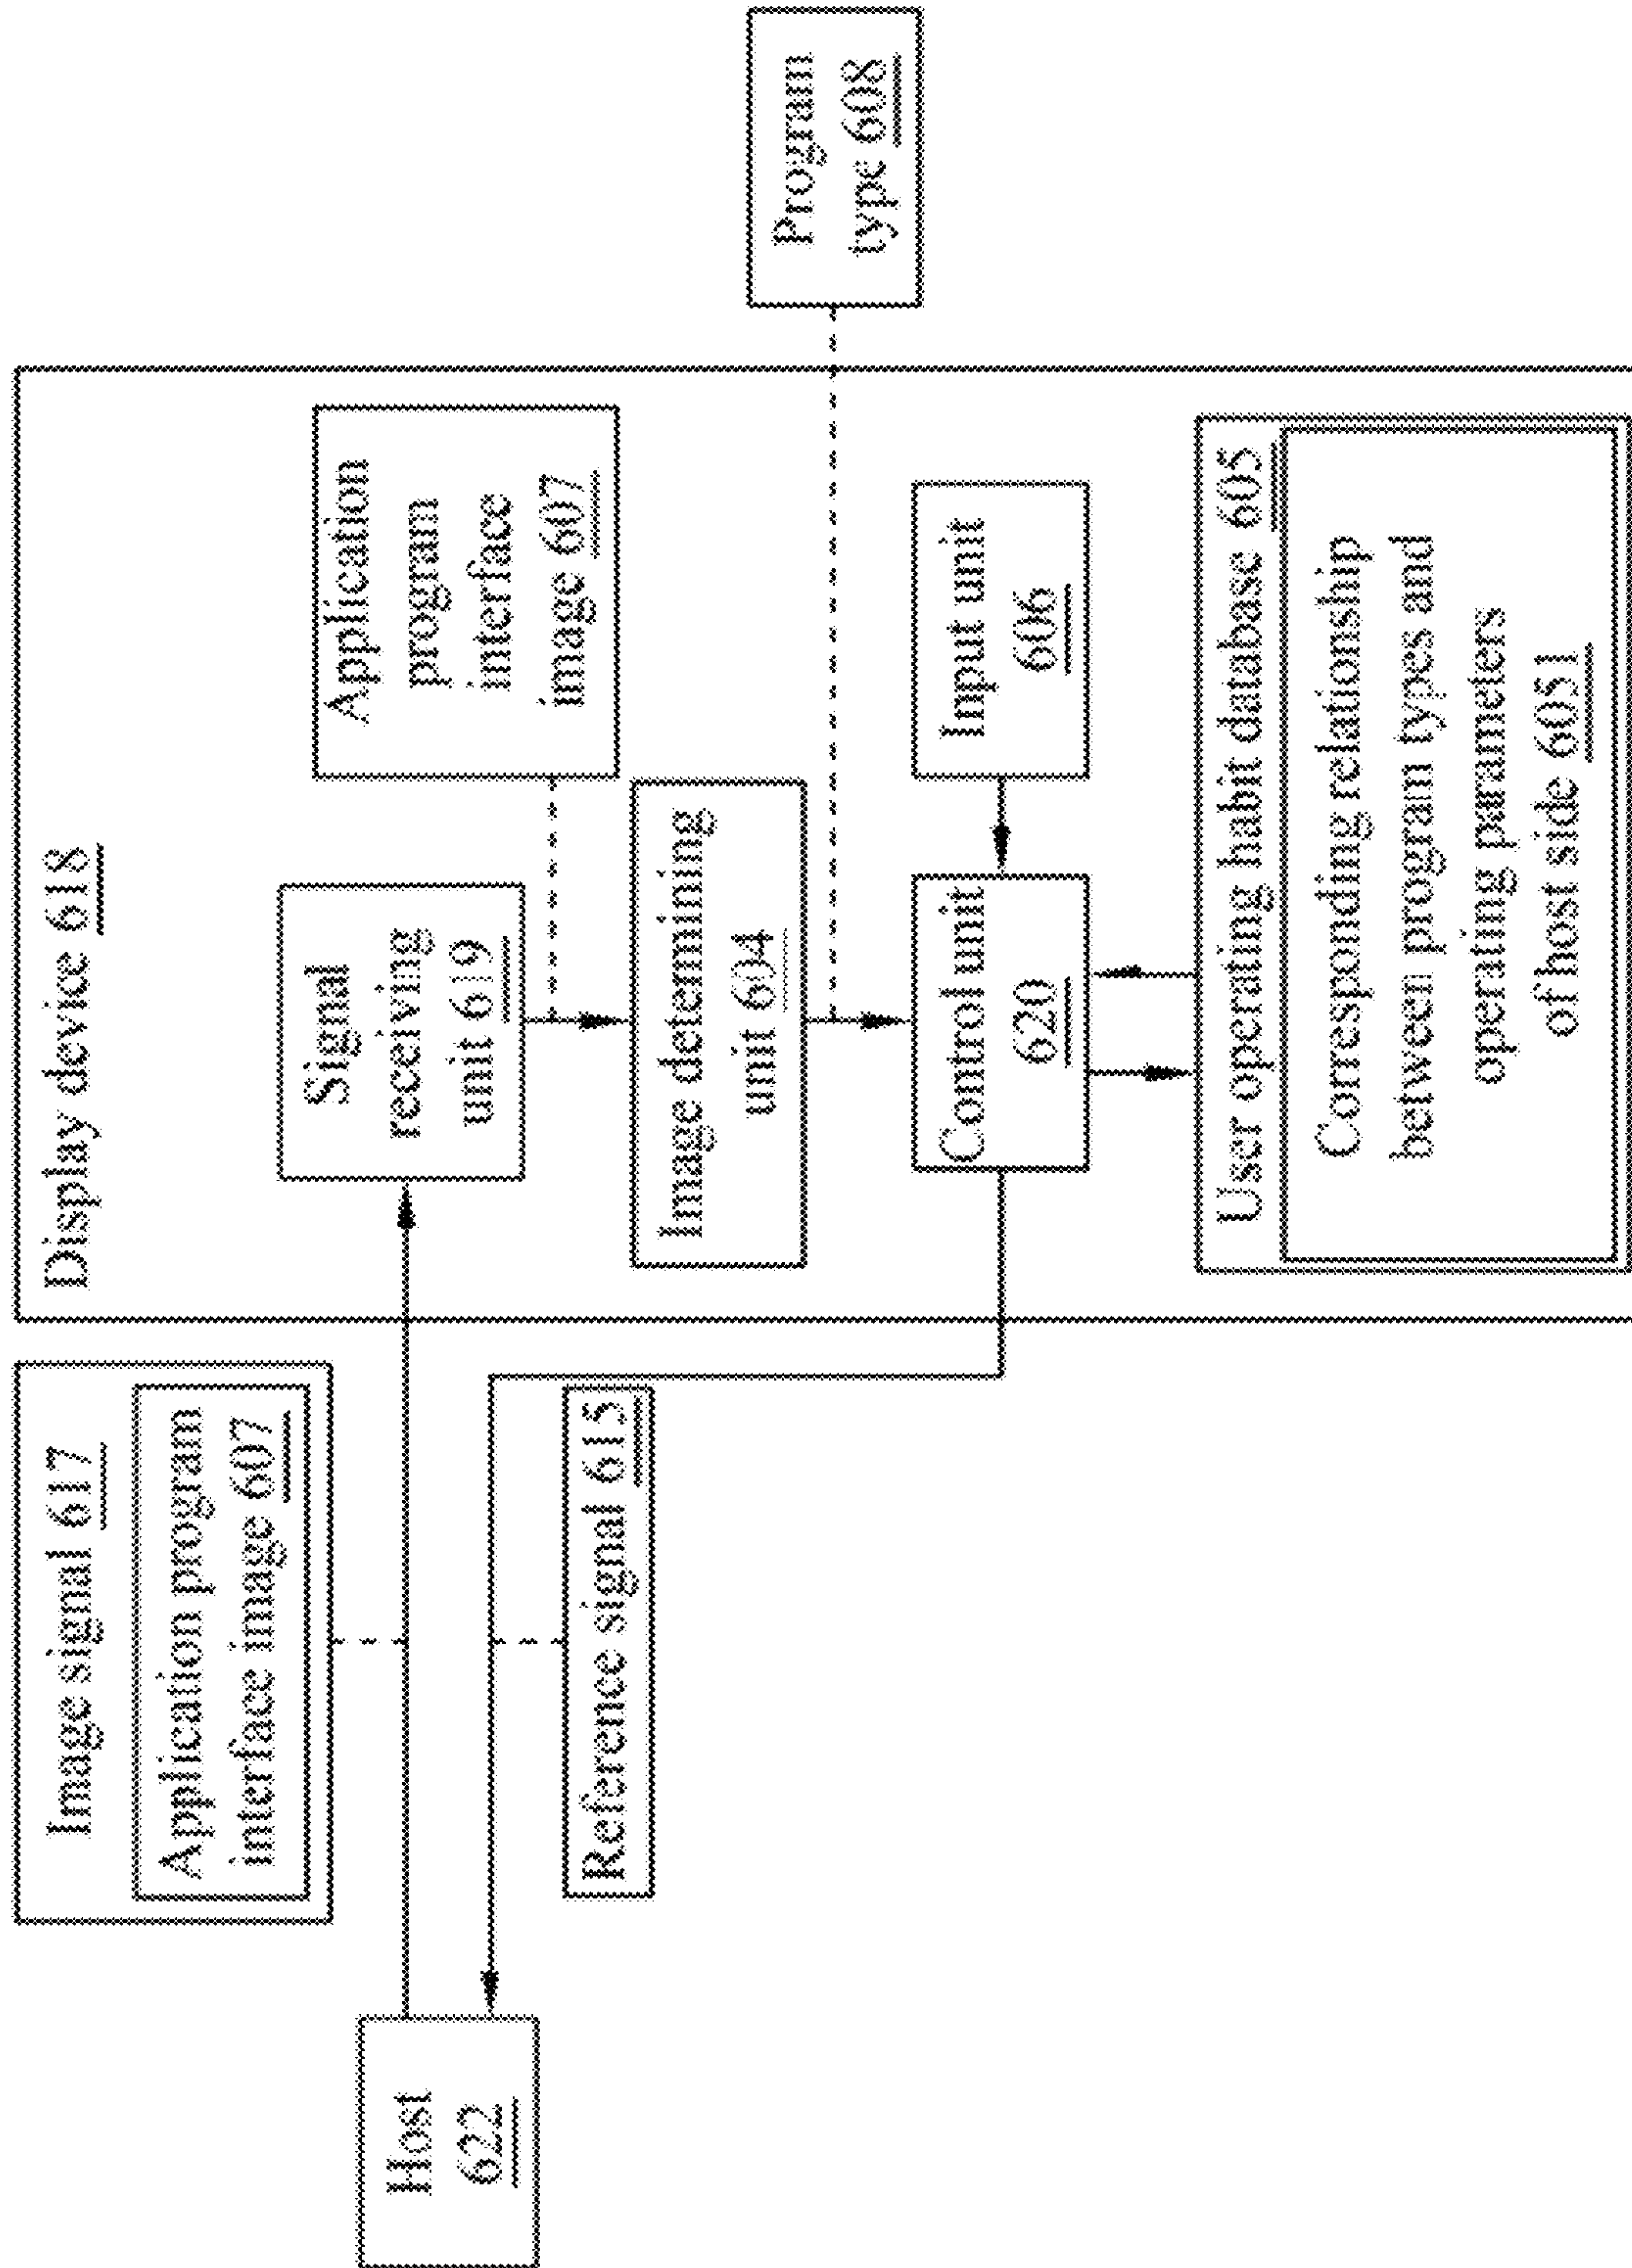 Host
622
Image signal 617
Application program
interface image 607
Reference signal 615
Display device 618
Signal
receiving
unit 619
Application
program
interface
image 607
Image determining
unit 604
Program
type 608
Control unit
620
Input unit
606
User operating habit database 605
Corresponding relationship
between program types and
operating parameters
of host side 6051